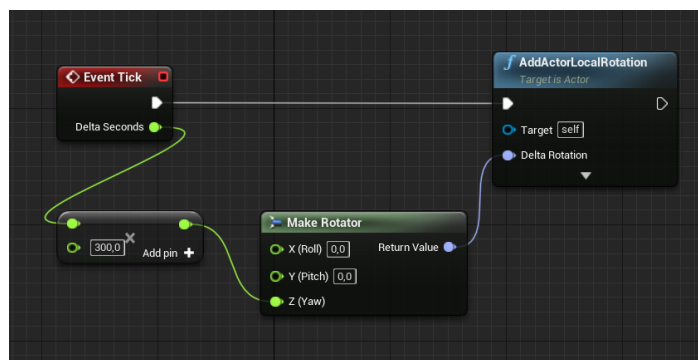 Event Tick
Delta Seconds
f AddActorLocalRotation
Target is Actor
Target self
Delta Rotation
300,0
Add pin
Make Rotator
X (Roll) 0,0
Return Value
Y (Pitch) 0,0
Z (Yaw)